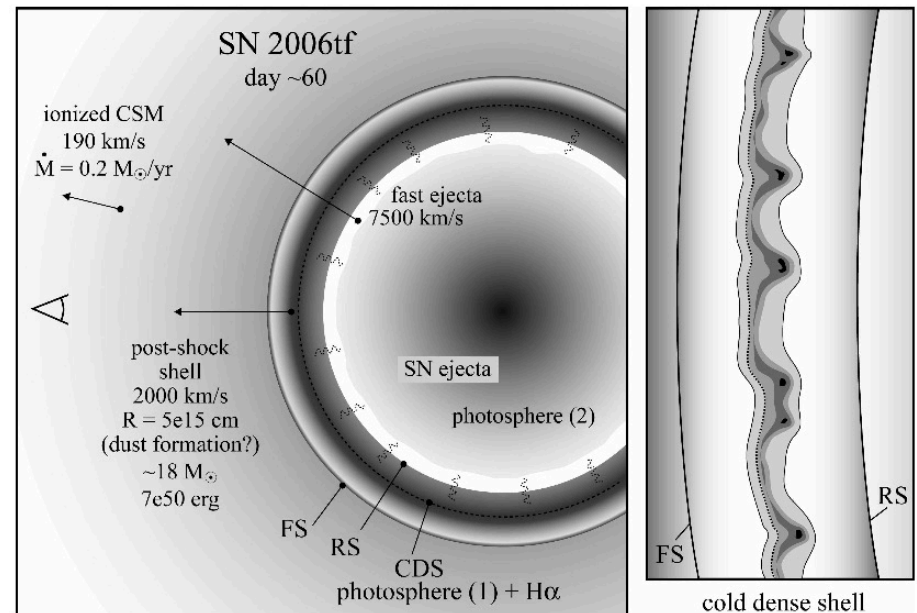 SN 2006tf
day ~60
ionized CSM
190 km/s
Ṁ = 0.2 M☉/yr
fast ejecta
7500 km/s
post-shock
shell
2000 km/s
R = 5e15 cm
(dust formation?)
~18 M☉
7e50 erg
SN ejecta
photosphere (2)
FS
RS
CDS
photosphere (1) + Hα
FS
RS
cold dense shell